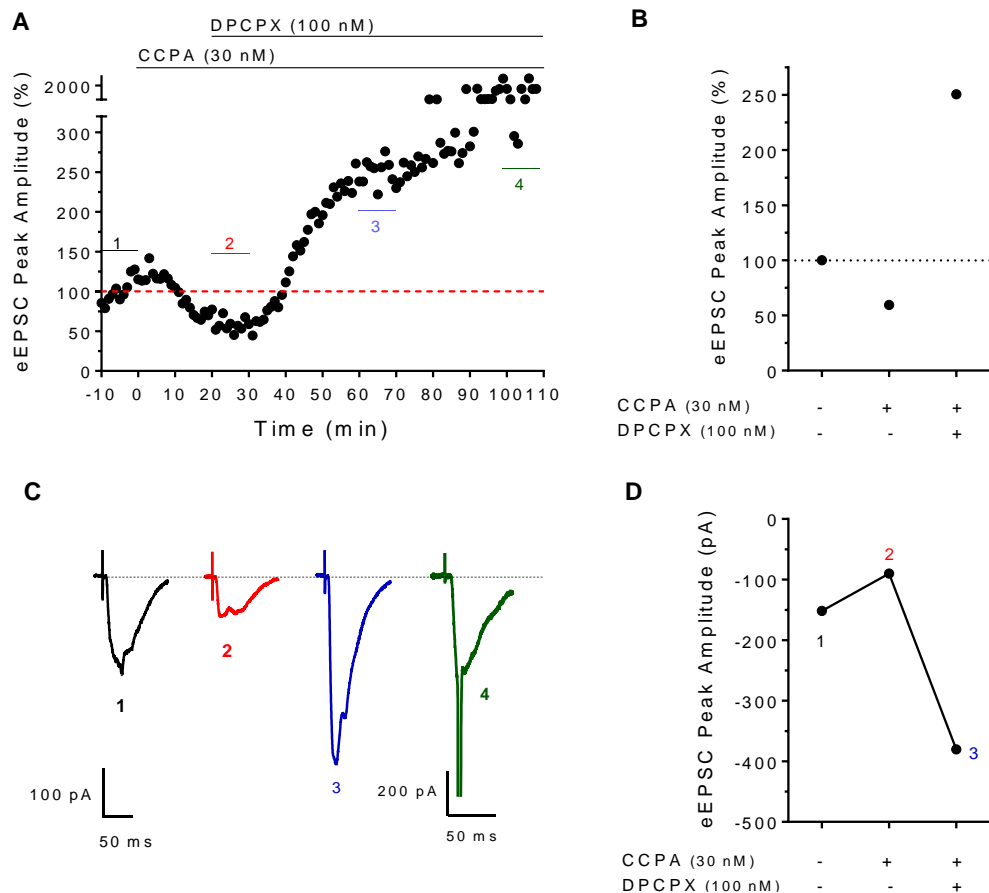 A
DPCPX (100 nM)
CCPA (30 nM)
eEPSC Peak Amplitude (%)
2000
300
250
200
150
100
50
0
1
2
3
4
-10 0 10 20 30 40 50 60 70 80 90 100 110
Time (min)
B
eEPSC Peak Amplitude (%)
250
200
150
100
50
0
CCPA (30 nM) - + +
DPCPX (100 nM) - - +
C
1
2
3
4
100 pA
50 ms
200 pA
50 ms
D
eEPSC Peak Amplitude (pA)
0
-100
-200
-300
-400
-500
1
2
3
CCPA (30 nM) - + +
DPCPX (100 nM) - - +